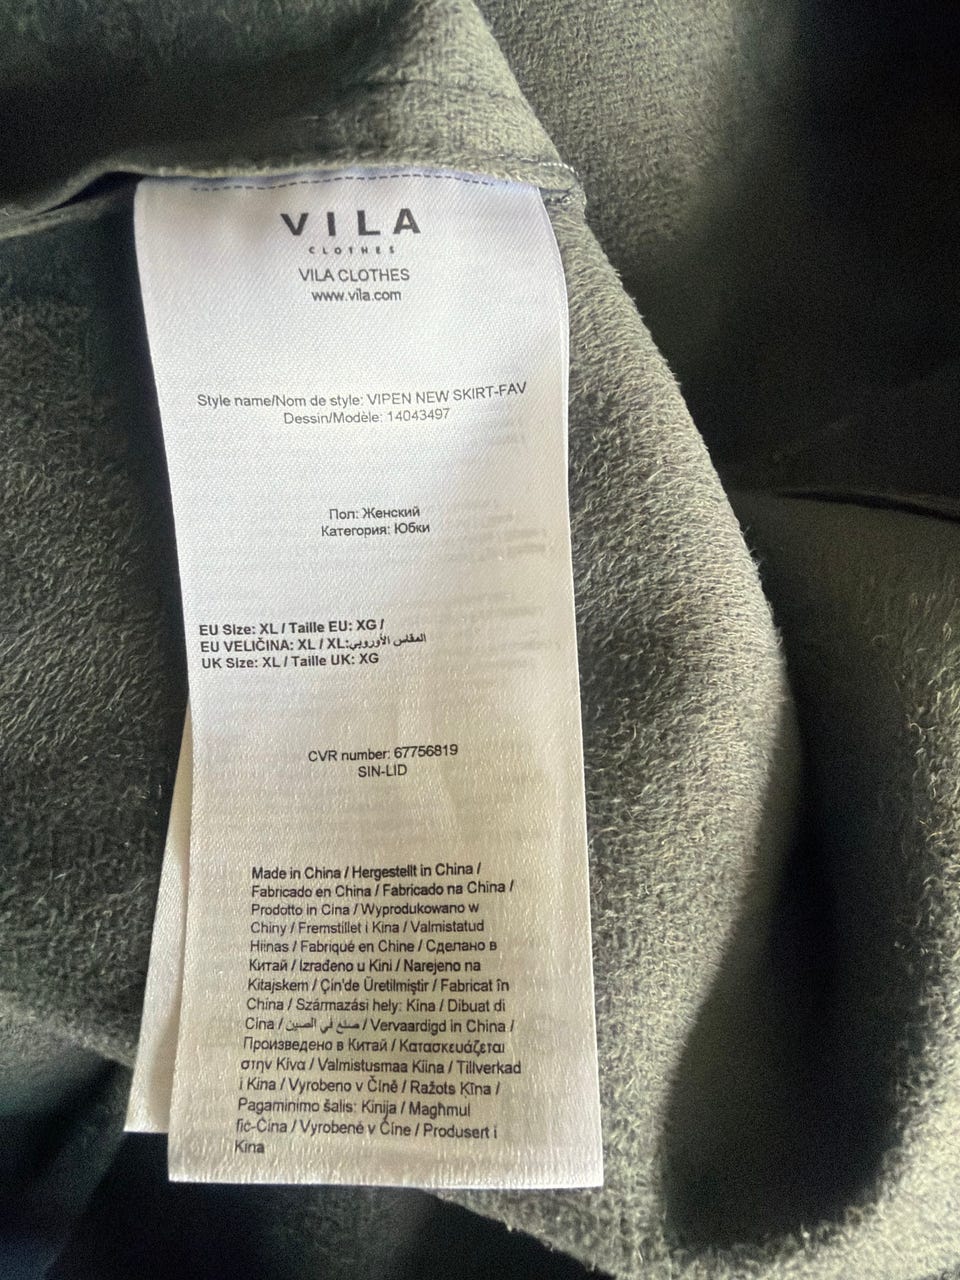 VILA
CLOTHES
VILA CLOTHES
www.vila.com
Style name/Nom de style: VIPEN NEW SKIRT-FAV
Dessin/Modèle: 14043497
Пол: Женский
Категория: Юбки
EU Size: XL / Taille EU: XG /
EU VELIČINA: XL / XL:المقاس الأوروبي
UK Size: XL / Taille UK: XG
CVR number: 67756819
SIN-LID
Made in China / Hergestellt in China /
Fabricado en China / Fabricado na China /
Prodotto in Cina / Wyprodukowano w
Chiny / Fremstillet i Kina / Valmistatud
Hiinas / Fabriqué en Chine / Сделано в
Китай / Izrađeno u Kini / Narejeno na
Kitajskem / Çin'de Üretilmiştir / Fabricat în
China / Származási hely: Kina / Dibuat di
Cina / صنع في الصين / Vervaardigd in China /
Произведено в Китай / Κατασκευάζεται
στην Κίνα / Valmistusmaa Kiina / Tillverkad
i Kina / Vyrobeno v Číně / Ražots Ķīna /
Pagaminimo šalis: Kinija / Magħmul
fiċ-Ċina / Vyrobené v Číne / Produsert i
Kina